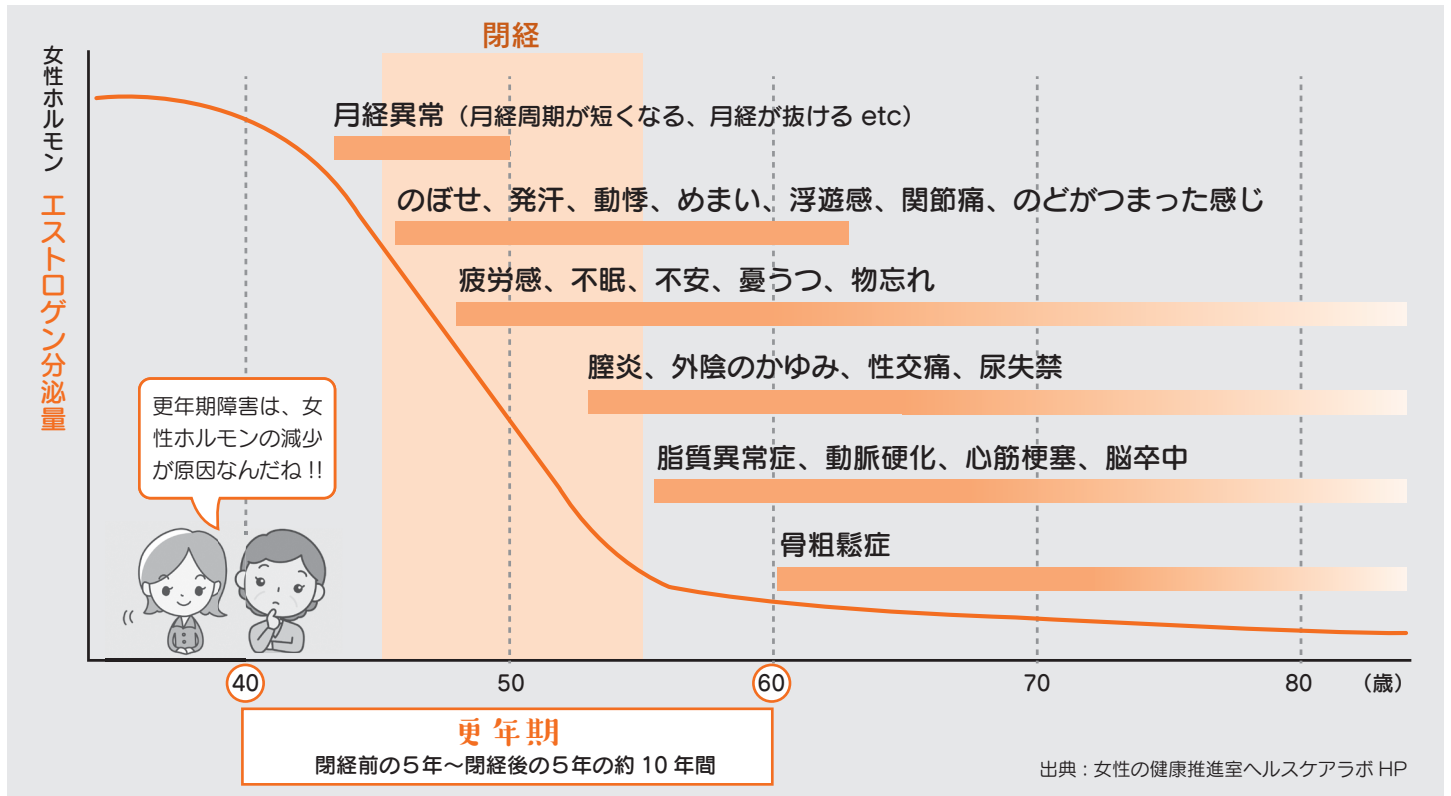 閉経
女性ホルモン エストロゲン分泌量
月経異常（月経周期が短くなる、月経が抜ける etc）
のぼせ、発汗、動悸、めまい、浮遊感、関節痛、のどがつまった感じ
疲労感、不眠、不安、憂うつ、物忘れ
膣炎、外陰のかゆみ、性交痛、尿失禁
脂質異常症、動脈硬化、心筋梗塞、脳卒中
骨粗鬆症
更年期障害は、女
性ホルモンの減少
が原因なんだね !!
40 50 60 70 80 （歳）
更年期
閉経前の５年～閉経後の５年の約 10 年間
出典 : 女性の健康推進室ヘルスケアラボ HP